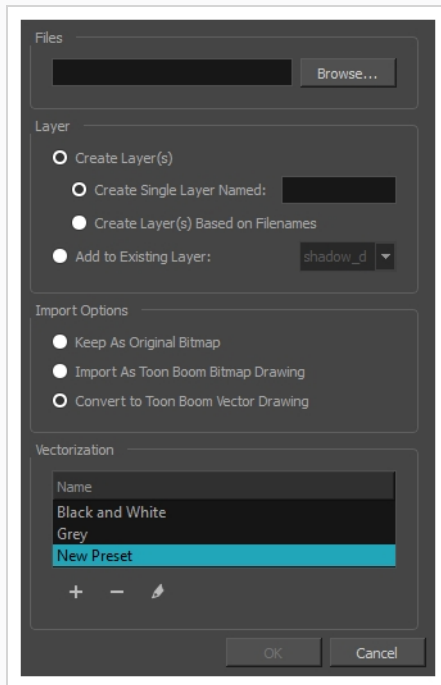 Files
Browse...
Layer
Create Layer(s)
Create Single Layer Named:
Create Layer(s) Based on Filenames
Add to Existing Layer:
shadow_d
Import Options
Keep As Original Bitmap
Import As Toon Boom Bitmap Drawing
Convert to Toon Boom Vector Drawing
Vectorization
Name
Black and White
Grey
New Preset
OK Cancel